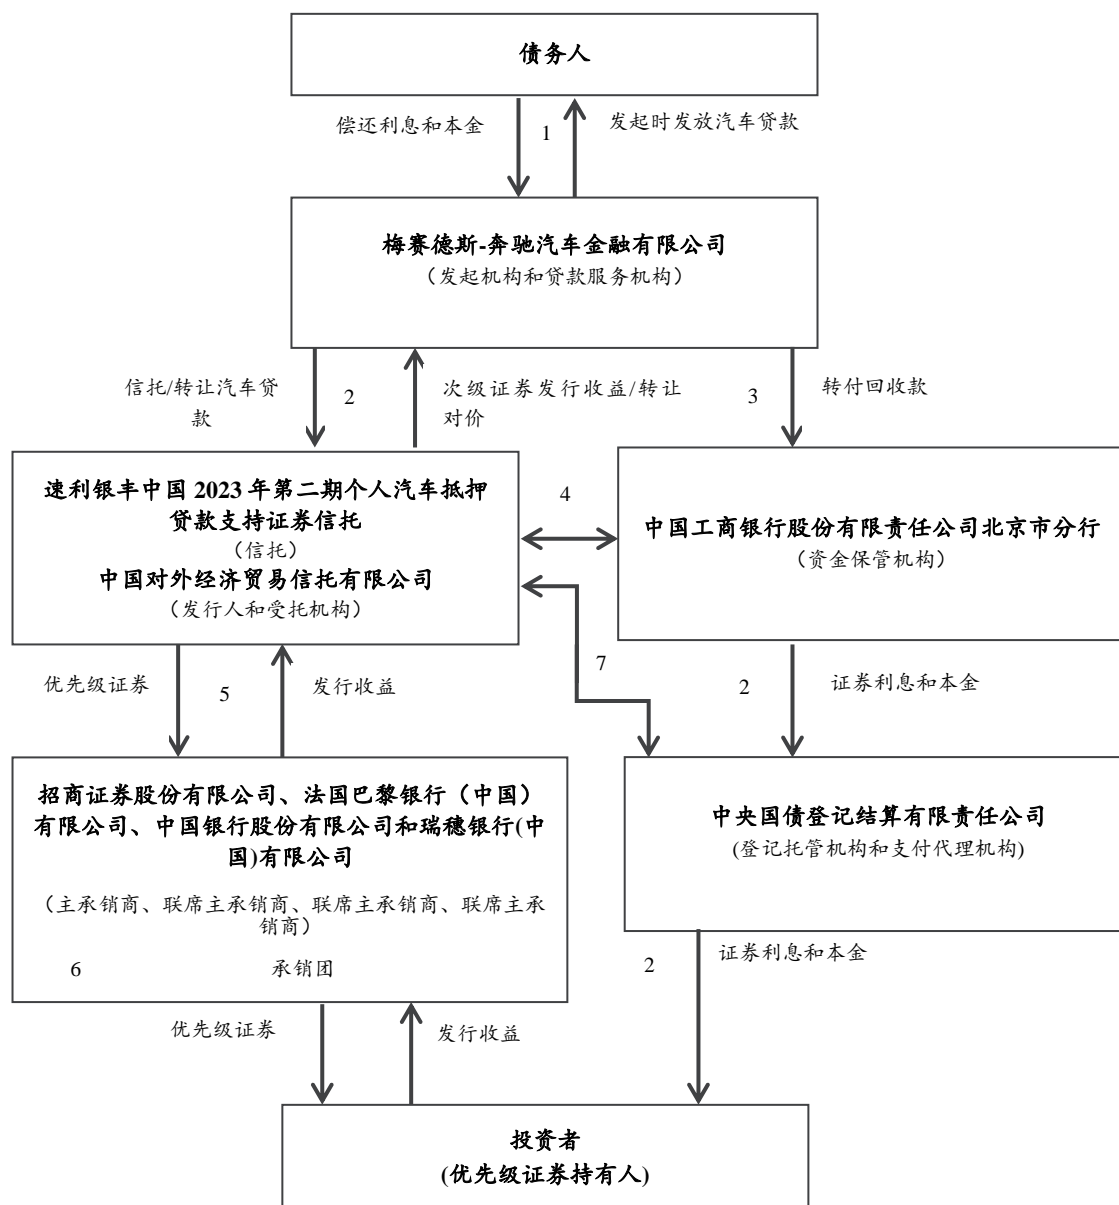 债务人
偿还利息和本金
1
发起时发放汽车贷款
梅赛德斯-奔驰汽车金融有限公司
（发起机构和贷款服务机构）
信托/转让汽车贷
款
2
次级证券发行收益/转让
对价
3
转付回收款
速利银丰中国 2023 年第二期个人汽车抵押
贷款支持证券信托
（信托）
中国对外经济贸易信托有限公司
（发行人和受托机构）
4
中国工商银行股份有限责任公司北京市分行
（资金保管机构）
优先级证券
5
发行收益
7
2
证券利息和本金
招商证券股份有限公司、法国巴黎银行（中国）
有限公司、中国银行股份有限公司和瑞穗银行(中
国)有限公司
（主承销商、联席主承销商、联席主承销商、联席主承
销商）
6
承销团
中央国债登记结算有限责任公司
(登记托管机构和支付代理机构)
优先级证券
发行收益
2
证券利息和本金
投资者
(优先级证券持有人)